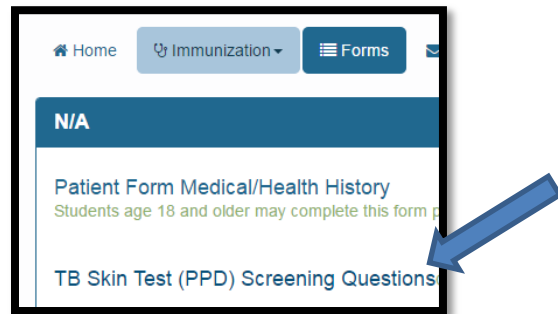 Home Immunization Forms
N/A
Patient Form Medical/Health History
Students age 18 and older may complete this form
TB Skin Test (PPD) Screening